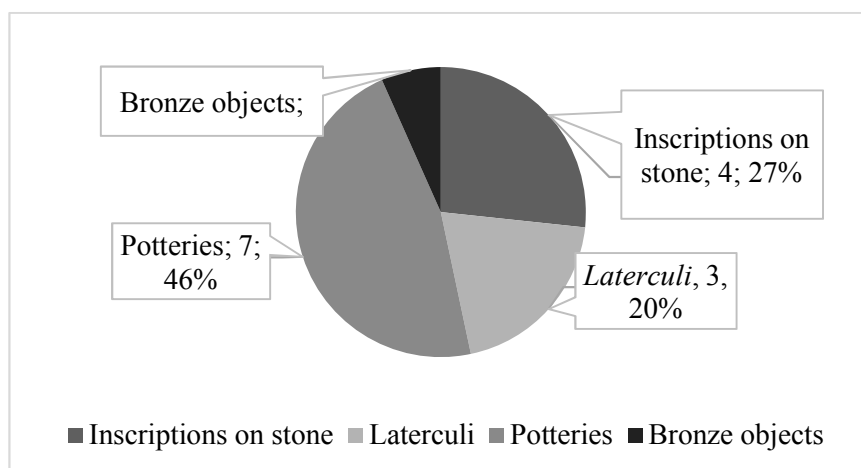 Bronze objects;
Inscriptions on
stone; 4; 27%
Potteries; 7;
46%
Laterculi, 3,
20%
Inscriptions on stone Laterculi Potteries Bronze objects